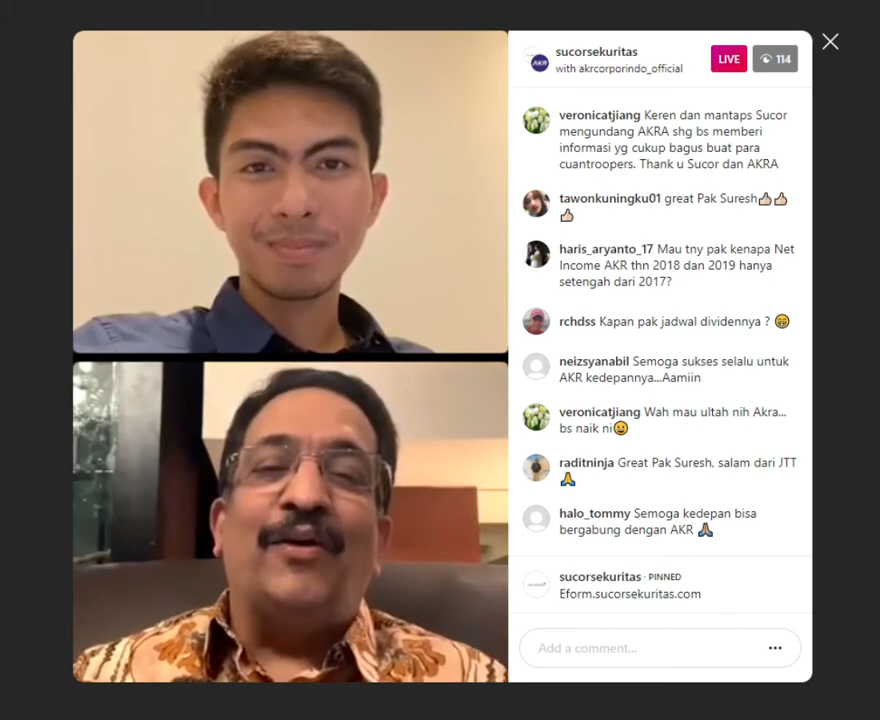 sucorsekuritas
with akrcorporindo_official
LIVE
114
AKR
veronicatjiang Keren dan mantaps Sucor
mengundang AKRA shg bs memberi
informasi yg cukup bagus buat para
cuantroopers. Thank u Sucor dan AKRA
tawonkuningku01 great Pak Suresh👍👍
👍
haris_aryanto_17 Mau tny pak kenapa Net
Income AKR thn 2018 dan 2019 hanya
setengah dari 2017?
rchdss Kapan pak jadwal dividennya ? 😁
neizsyanabil Semoga sukses selalu untuk
AKR kedepannya...Aamiin
veronicatjiang Wah mau ultah nih Akra...
bs naik ni😀
raditninja Great Pak Suresh, salam dari JTT
🙏
halo_tommy Semoga kedepan bisa
bergabung dengan AKR 🙏
sucorsekuritas · PINNED
Eform.sucorsekuritas.com
Add a comment...